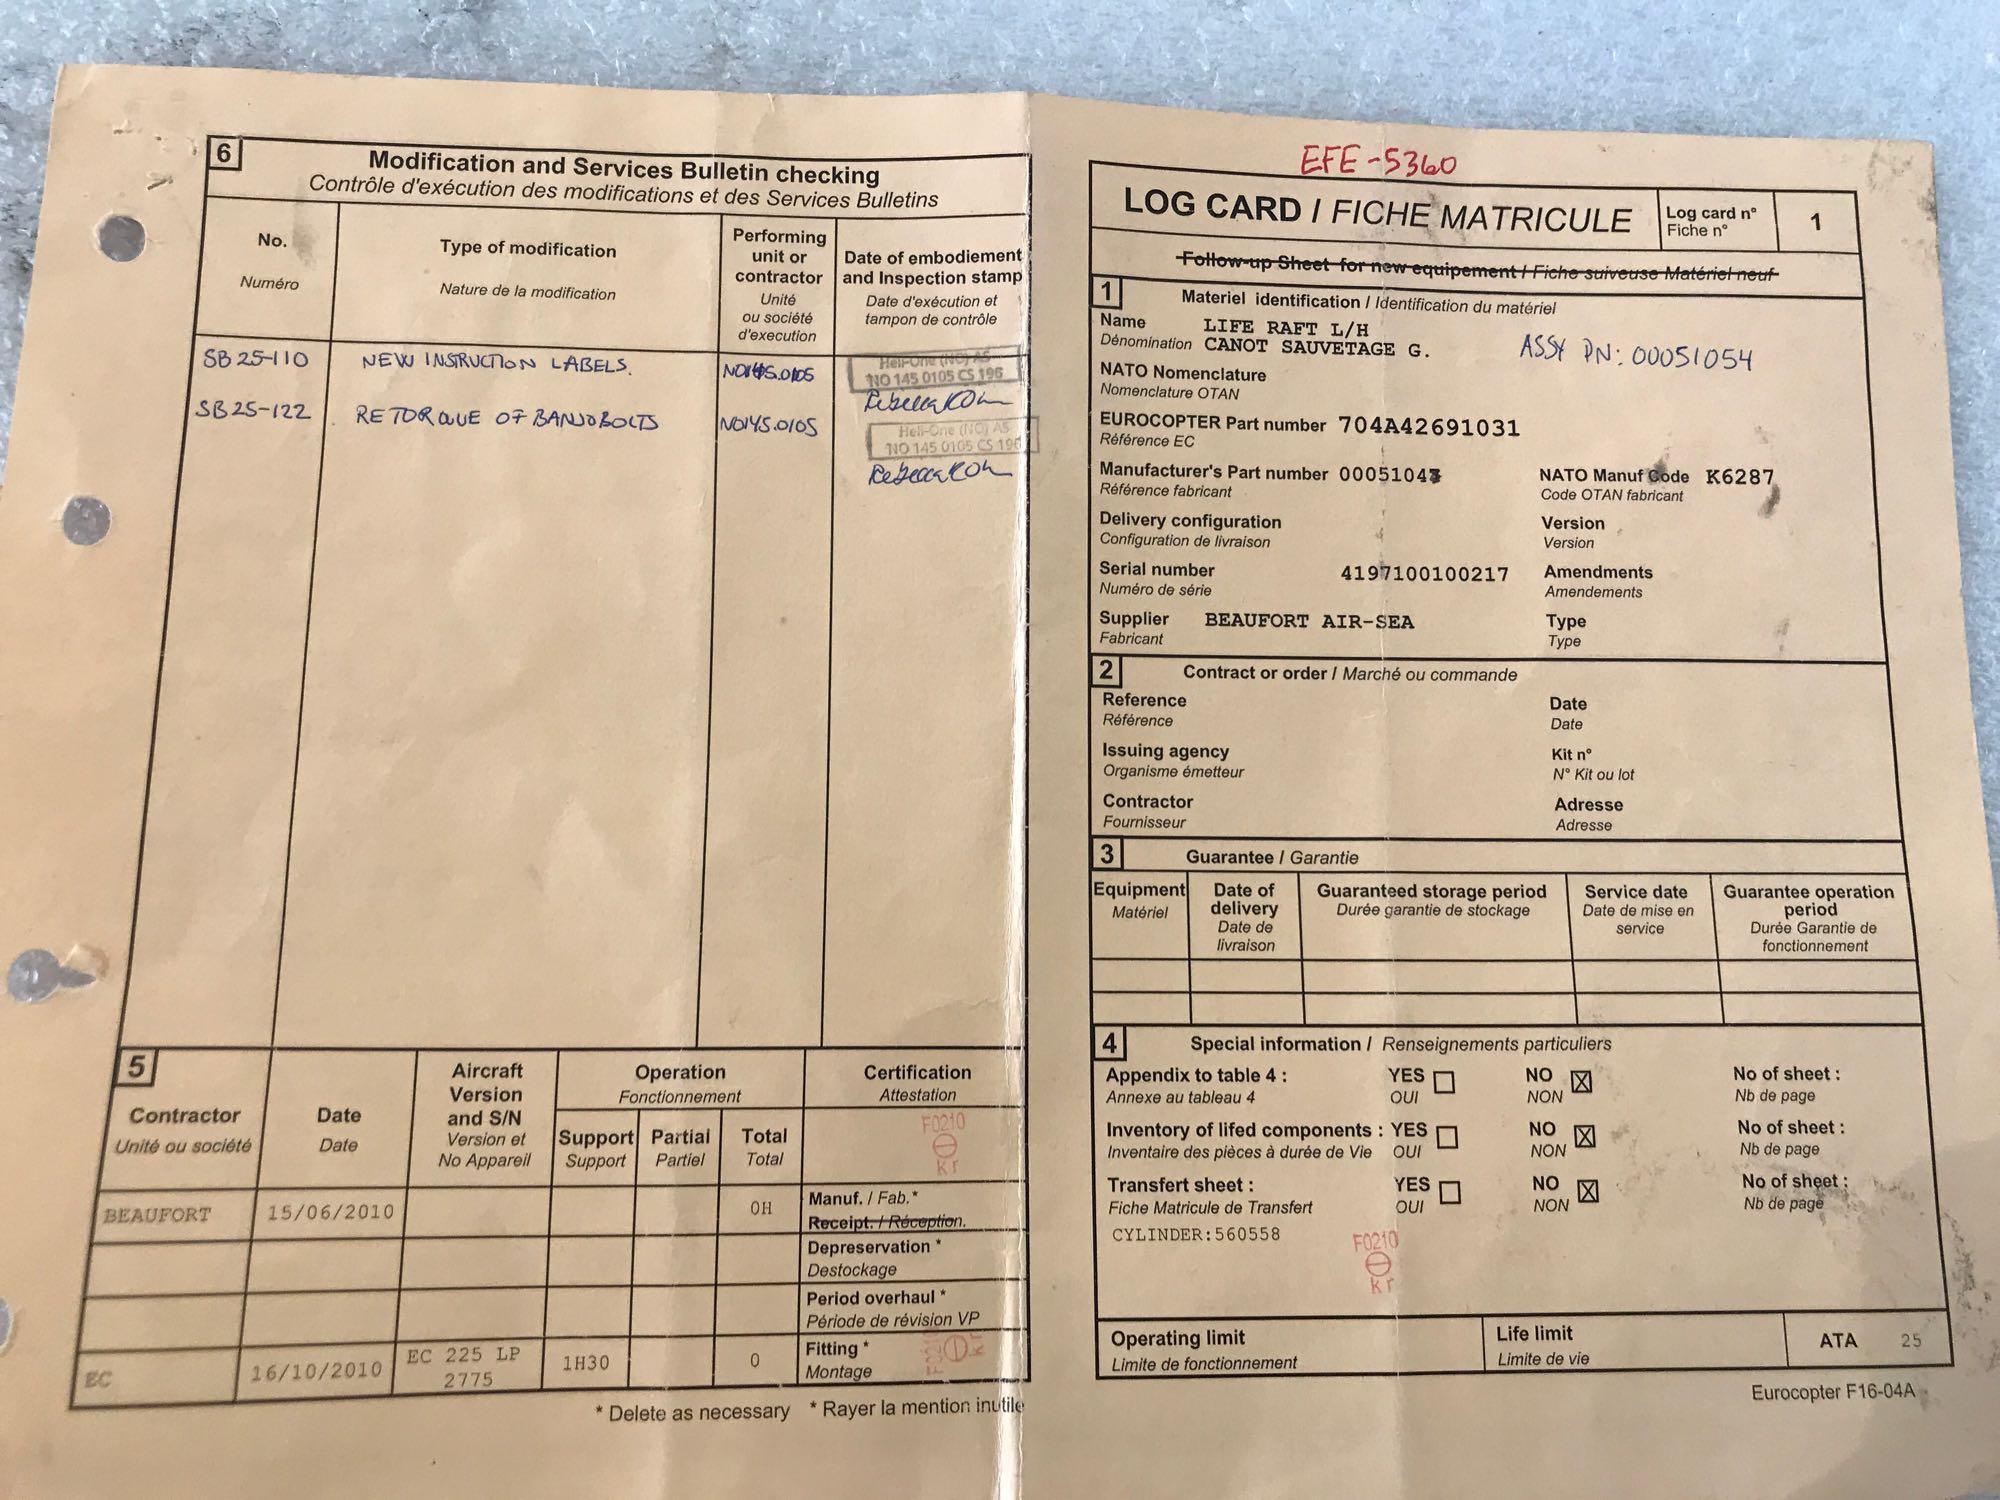 6
Modification and Services Bulletin checking
Contrôle d'exécution des modifications et des Services Bulletins
No.
Numéro
Type of modification
Nature de la modification
Performing
unit or
contractor
Unité
ou société
d'execution
Date of embodiement
and Inspection stamp
Date d'exécution et
tampon de contrôle
SB 25-110 NEW INSTRUCTION LABELS. NO145.0105
Heli-One (NO) AS
NO 145 0105 CS 196
SB 25-122 RETORQUE OF BANJOBOLTS NO145.0105
Heli-One (NO) AS
NO 145 0105 CS 196
5
Contractor
Unité ou société
Date
Date
Aircraft
Version
and S/N
Version et
No Appareil
Operation
Fonctionnement
Support
Support
Partial
Partiel
Total
Total
Certification
Attestation
F0210
kr
BEAUFORT 15/06/2010 OH Manuf. / Fab.*
Receipt. / Réception.
Depreservation *
Destockage
Period overhaul *
Période de révision VP
EC 16/10/2010 EC 225 LP
2775
1H30 0 Fitting *
Montage
F0210
kr
* Delete as necessary * Rayer la mention inutile
EFE-5360
LOG CARD / FICHE MATRICULE
Log card n°
Fiche n°
1
Follow-up Sheet for new equipement / Fiche suiveuse Matériel neuf
1
Materiel identification / Identification du matériel
Name LIFE RAFT L/H
Dénomination CANOT SAUVETAGE G.
ASSY PN: 00051054
NATO Nomenclature
Nomenclature OTAN
EUROCOPTER Part number 704A42691031
Référence EC
Manufacturer's Part number 0005104
Référence fabricant
NATO Manuf Code K6287
Code OTAN fabricant
Delivery configuration
Configuration de livraison
Version
Version
Serial number 4197100100217
Numéro de série
Amendments
Amendements
Supplier BEAUFORT AIR-SEA
Fabricant
Type
Type
2
Contract or order / Marché ou commande
Reference
Référence
Date
Date
Issuing agency
Organisme émetteur
Kit n°
N° Kit ou lot
Contractor
Fournisseur
Adresse
Adresse
3
Guarantee / Garantie
Equipment
Matériel
Date of
delivery
Date de
livraison
Guaranteed storage period
Durée garantie de stockage
Service date
Date de mise en
service
Guarantee operation
period
Durée Garantie de
fonctionnement
4
Special information / Renseignements particuliers
Appendix to table 4 : YES NO No of sheet :
Annexe au tableau 4 OUI NON Nb de page
Inventory of lifed components : YES NO No of sheet :
Inventaire des pièces à durée de Vie OUI NON Nb de page
Transfert sheet : YES NO No of sheet :
Fiche Matricule de Transfert OUI NON Nb de page
CYLINDER:560558
F0210
kr
Operating limit
Limite de fonctionnement
Life limit
Limite de vie
ATA 25
Eurocopter F16-04A